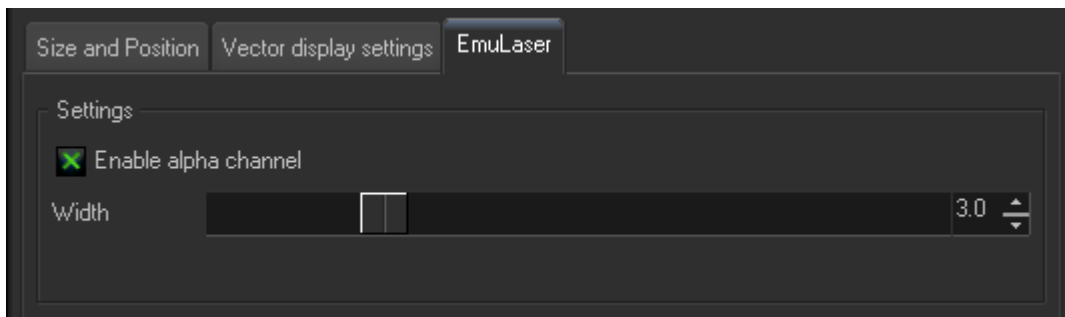 Size and Position Vector display settings EmuLaser
Settings
Enable alpha channel
Width 3.0